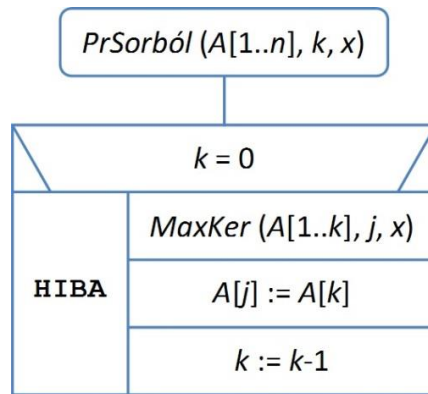 PrSorból (A[1..n], k, x)
k = 0
MaxKer (A[1..k], j, x)
HIBA
A[j] := A[k]
k := k-1